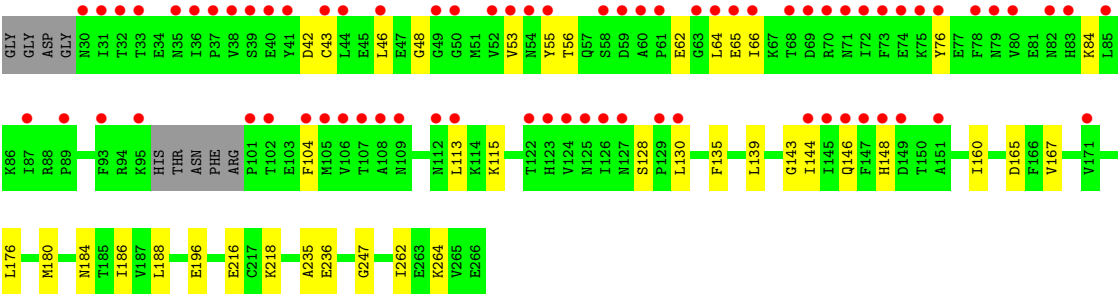 GLY GLY ASP GLY N30 I31 T32 T33 E34 N35 I36 P37 V38 S39 E40 Y41 D42 C43 L44 E45 L46 E47 G48 G49 G50 M51 V52 V53 N54 Y55 T56 Q57 S58 D59 A60 P61 E62 G63 L64 E65 I66 K67 T68 D69 R70 N71 I72 F73 E74 K75 Y76 E77 F78 N79 V80 E81 N82 H83 K84 L85
K86 I87 R88 P89 F93 R94 K95 HIS THR ASN PHE ARG P101 T102 E103 F104 M105 V106 T107 A108 N109 N112 L113 K114 K115 T122 H123 V124 N125 I126 N127 S128 P129 L130 F135 L139 G143 I144 I145 Q146 F147 H148 D149 T150 A151 I160 D165 F166 V167 V171
L176 M180 N184 T185 I186 V187 L188 E196 E216 C217 K218 A235 E236 G247 I262 E263 K264 V265 E266